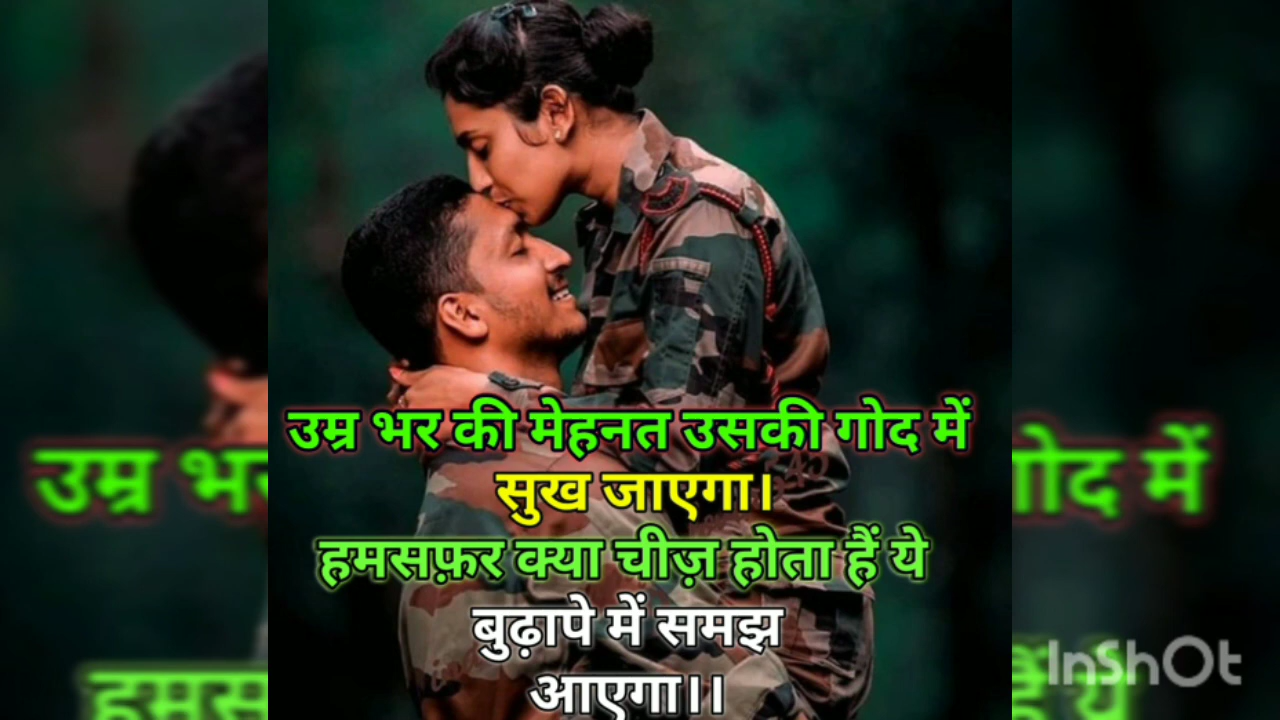 उम्र भर की मेहनत उसकी गोद में
सुख जाएगा।
हमसफ़र क्या चीज़ होता हैं ये
बुढ़ापे में समझ
आएगा।।
InShOt